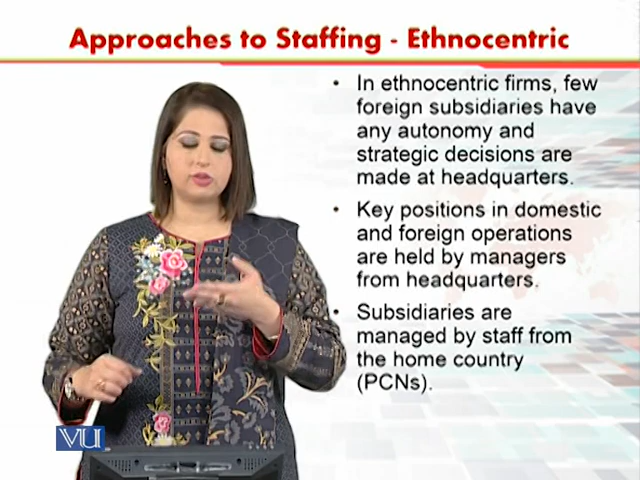 Approaches to Staffing - Ethnocentric
• In ethnocentric firms, few
foreign subsidiaries have
any autonomy and
strategic decisions are
made at headquarters.
• Key positions in domestic
and foreign operations
are held by managers
from headquarters.
• Subsidiaries are
managed by staff from
the home country
(PCNs).
VU